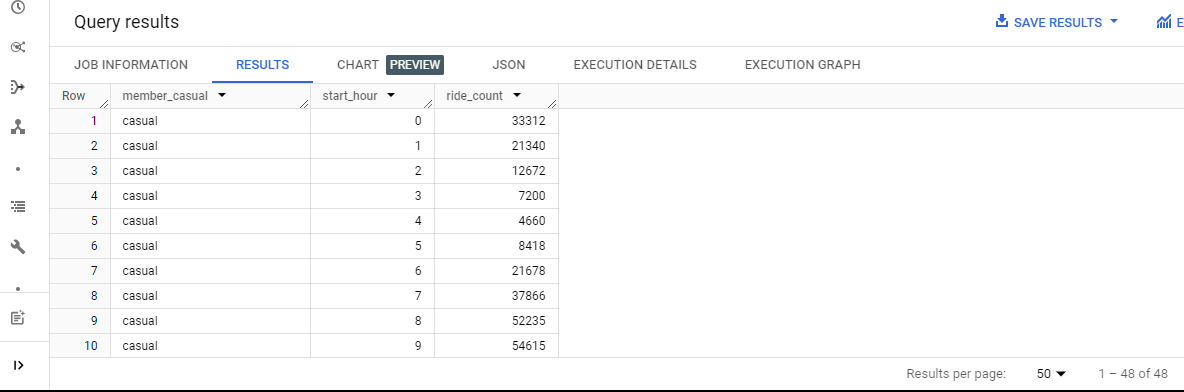 Query results
SAVE RESULTS
E
JOB INFORMATION RESULTS CHART PREVIEW JSON EXECUTION DETAILS EXECUTION GRAPH
Row member_casual start_hour ride_count
1 casual 0 33312
2 casual 1 21340
3 casual 2 12672
4 casual 3 7200
5 casual 4 4660
6 casual 5 8418
7 casual 6 21678
8 casual 7 37866
9 casual 8 52235
10 casual 9 54615
Results per page: 50 1 – 48 of 48